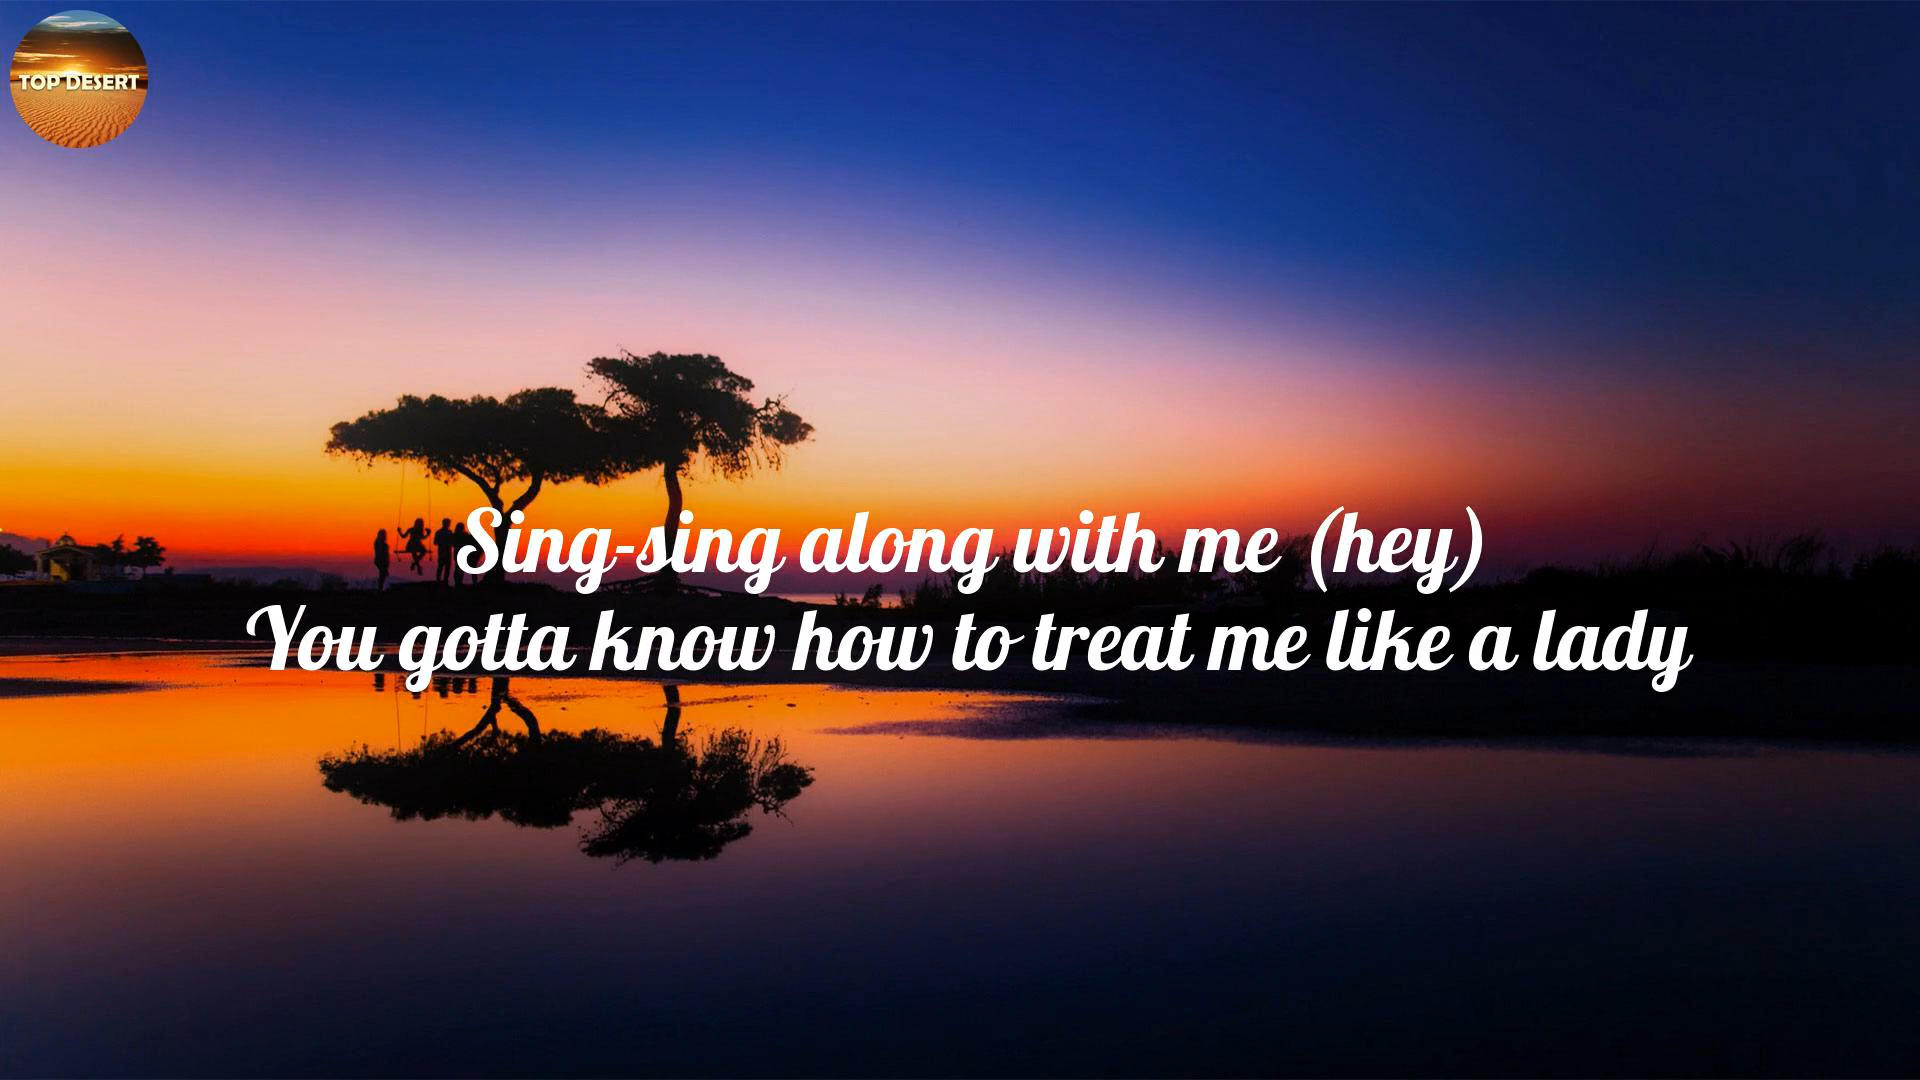 TOP DESERT
Sing-sing along with me (hey)
You gotta know how to treat me like a lady